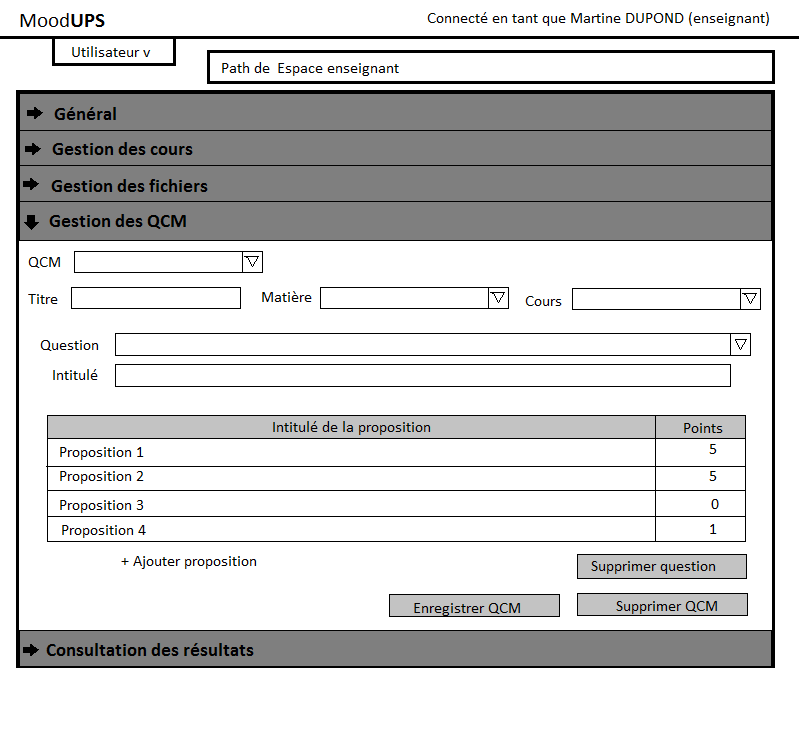 MoodUPS
Connecté en tant que Martine DUPOND (enseignant)
Utilisateur v
Path de Espace enseignant
Général
Gestion des cours
Gestion des fichiers
Gestion des QCM
QCM
Titre
Matière
Cours
Question
Intitulé
Intitulé de la proposition Points
Proposition 1 5
Proposition 2 5
Proposition 3 0
Proposition 4 1
+ Ajouter proposition
Supprimer question
Enregistrer QCM
Supprimer QCM
Consultation des résultats